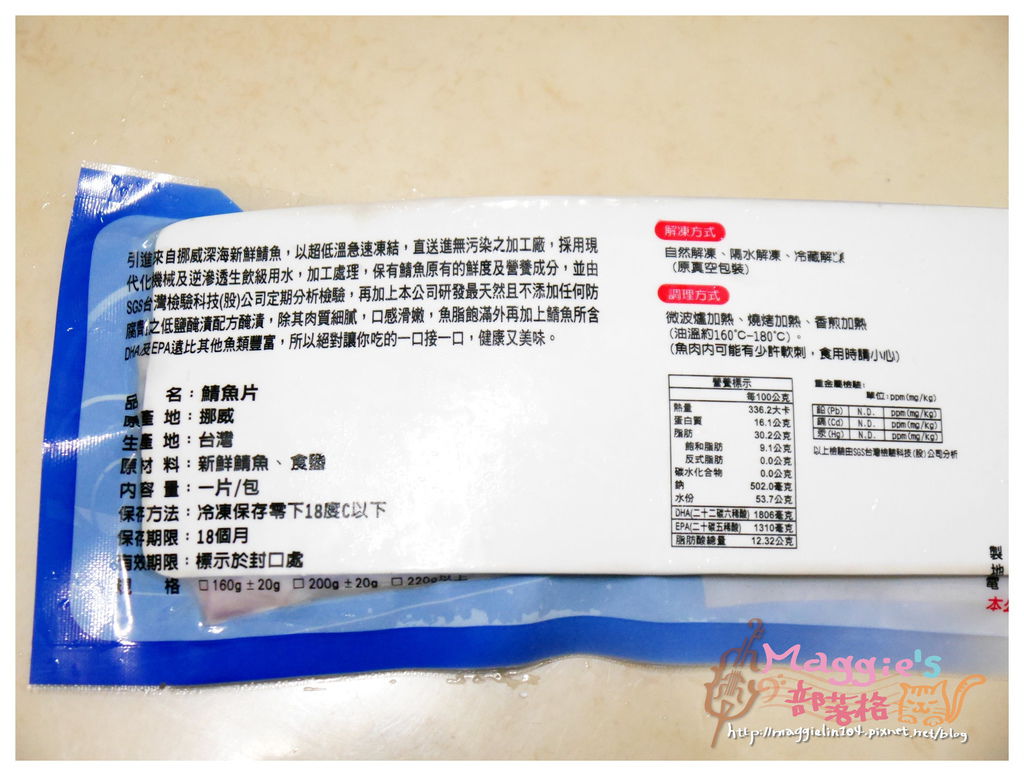 引進來自挪威深海新鮮鯖魚，以超低溫急速凍結，直送進無污染之加工廠，採用現
代化機械及逆滲透生飲級用水，加工處理，保有鯖魚原有的鮮度及營養成分，並由
SGS台灣檢驗科技(股)公司定期分析檢驗，再加上本公司研發最天然且不添加任何防
腐劑之低鹽醃漬配方醃漬，除其肉質細膩，口感滑嫩，魚脂飽滿外再加上鯖魚所含
DHA及EPA遠比其他魚類豐富，所以絕對讓你吃的一口接一口，健康又美味。
品 名：鯖魚片
原產 地：挪威
生產 地：台灣
原材 料：新鮮鯖魚、食鹽
內容 量：一片/包
保存方法：冷凍保存零下18度C以下
保存期限：18個月
有效期限：標示於封口處
規 格 □160g±20g □200g±20g □220g以上
解凍方式
自然解凍、隔水解凍、冷藏解凍
(原真空包裝)
調理方式
微波爐加熱、燒烤加熱、香煎加熱
(油溫約160°C-180°C)。
(魚肉內可能有少許軟刺，食用時請小心)
營養標示
每100公克
熱量 336.2大卡
蛋白質 16.1公克
脂肪 30.2公克
飽和脂肪 9.1公克
反式脂肪 0.0公克
碳水化合物 0.0公克
鈉 502.0毫克
水份 53.7公克
DHA(二十二碳六稀酸) 1806毫克
EPA(二十碳五稀酸) 1310毫克
脂肪酸總量 12.32公克
重金屬檢驗：
單位：ppm(mg/kg)
鉛(Pb) N.D. ppm(mg/kg)
鎘(Cd) N.D. ppm(mg/kg)
汞(Hg) N.D. ppm(mg/kg)
以上檢驗由SGS台灣檢驗科技(股)公司分析
製
地
電
本公
Maggie's
部落格
http://maggielin104.pixnet.net/blog